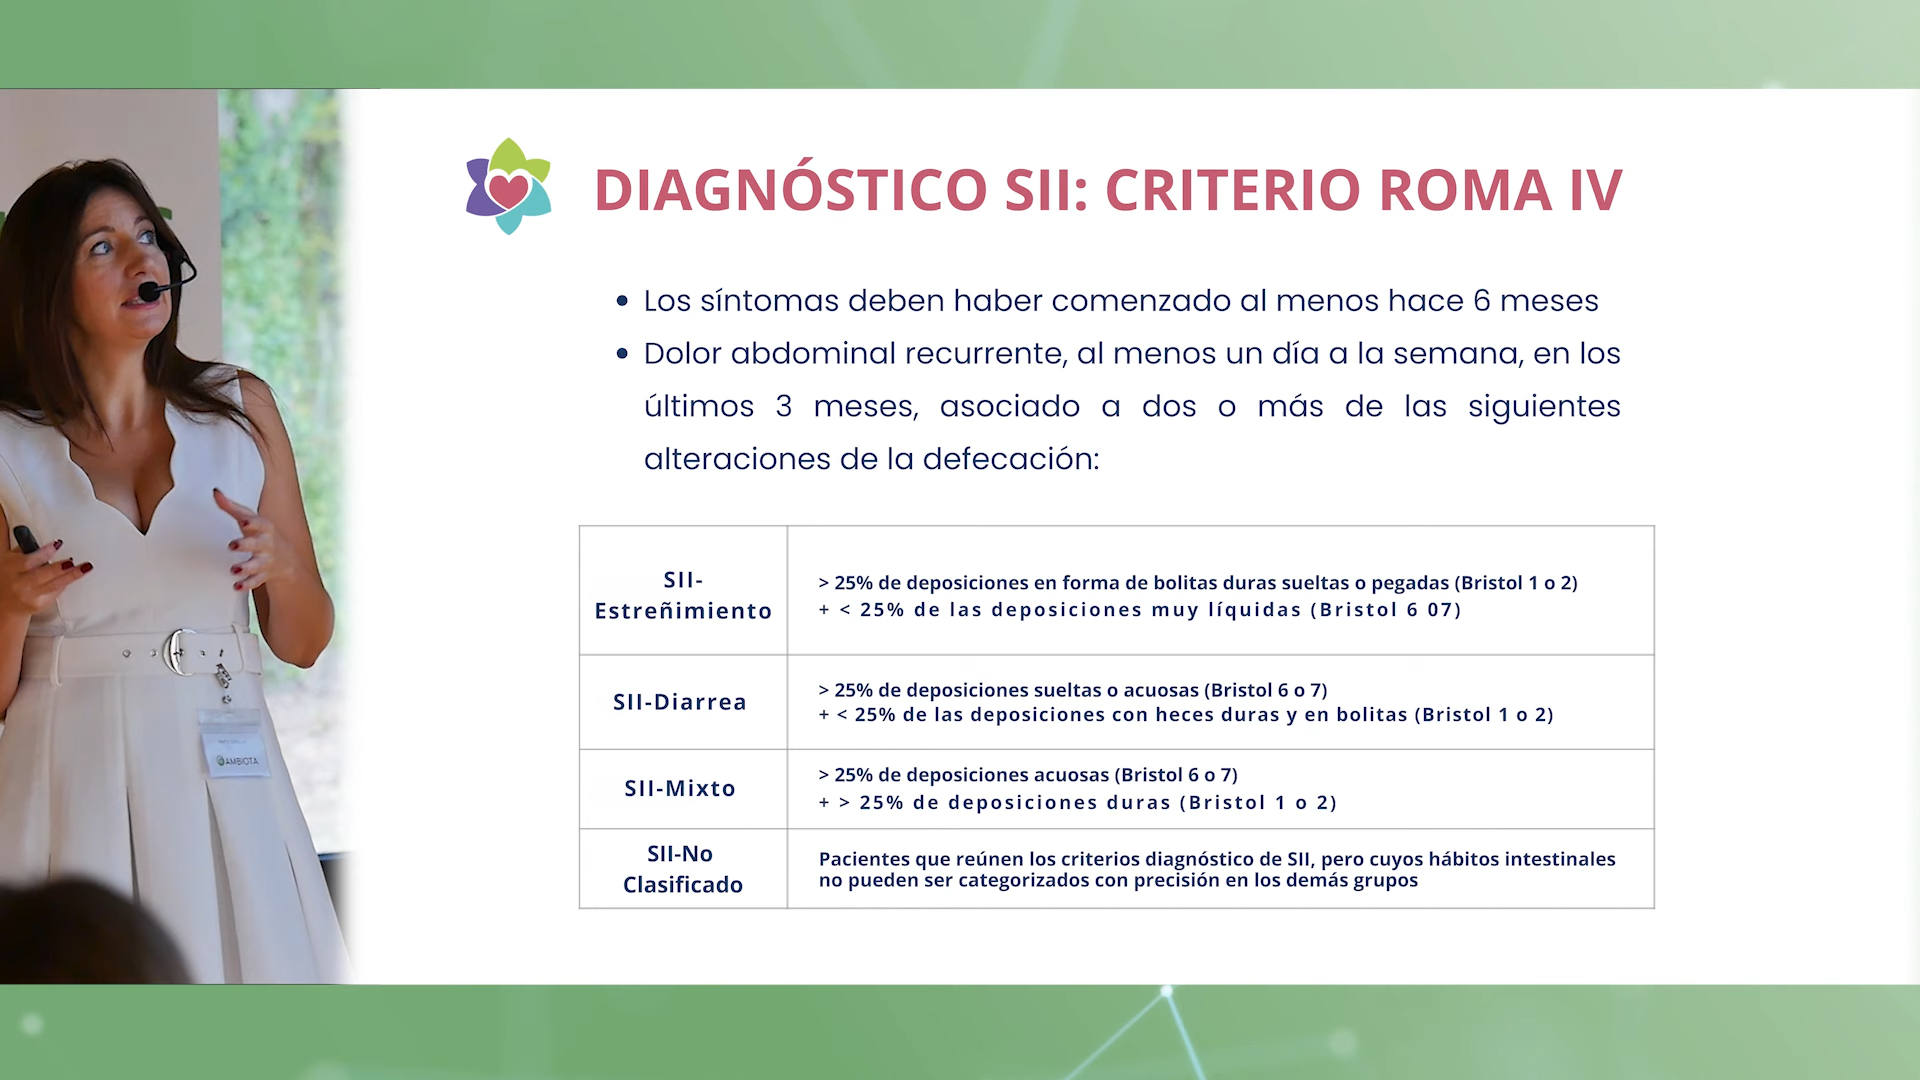 DIAGNÓSTICO SII: CRITERIO ROMA IV
• Los síntomas deben haber comenzado al menos hace 6 meses
• Dolor abdominal recurrente, al menos un día a la semana, en los
últimos 3 meses, asociado a dos o más de las siguientes
alteraciones de la defecación:
SII-
Estreñimiento
> 25% de deposiciones en forma de bolitas duras sueltas o pegadas (Bristol 1 o 2)
+ < 25% de las deposiciones muy líquidas (Bristol 6 07)
SII-Diarrea
> 25% de deposiciones sueltas o acuosas (Bristol 6 o 7)
+ < 25% de las deposiciones con heces duras y en bolitas (Bristol 1 o 2)
SII-Mixto
> 25% de deposiciones acuosas (Bristol 6 o 7)
+ > 25% de deposiciones duras (Bristol 1 o 2)
SII-No
Clasificado
Pacientes que reúnen los criterios diagnóstico de SII, pero cuyos hábitos intestinales
no pueden ser categorizados con precisión en los demás grupos
AMBIOTA